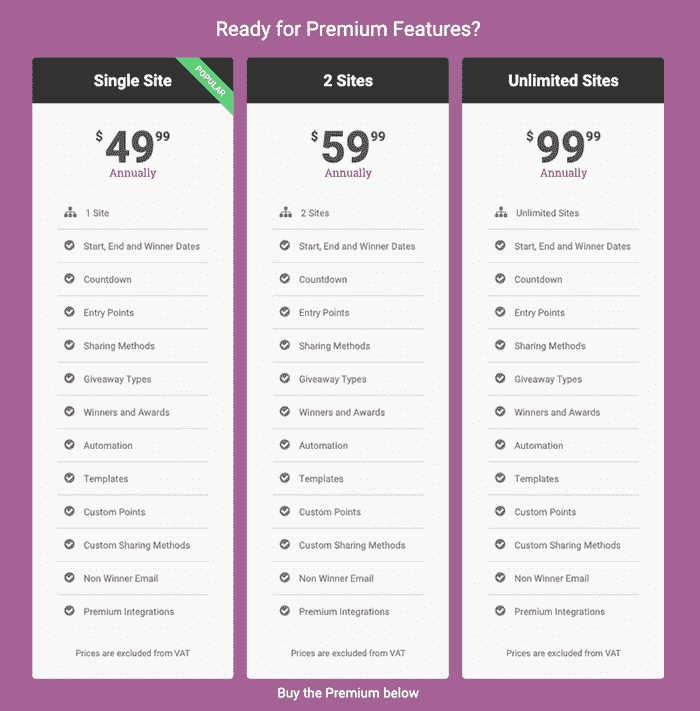 Ready for Premium Features?
Single Site
POPULAR
$49.99
Annually
1 Site
Start, End and Winner Dates
Countdown
Entry Points
Sharing Methods
Giveaway Types
Winners and Awards
Automation
Templates
Custom Points
Custom Sharing Methods
Non Winner Email
Premium Integrations
Prices are excluded from VAT
2 Sites
$59.99
Annually
2 Sites
Start, End and Winner Dates
Countdown
Entry Points
Sharing Methods
Giveaway Types
Winners and Awards
Automation
Templates
Custom Points
Custom Sharing Methods
Non Winner Email
Premium Integrations
Prices are excluded from VAT
Unlimited Sites
$99.99
Annually
Unlimited Sites
Start, End and Winner Dates
Countdown
Entry Points
Sharing Methods
Giveaway Types
Winners and Awards
Automation
Templates
Custom Points
Custom Sharing Methods
Non Winner Email
Premium Integrations
Prices are excluded from VAT
Buy the Premium below